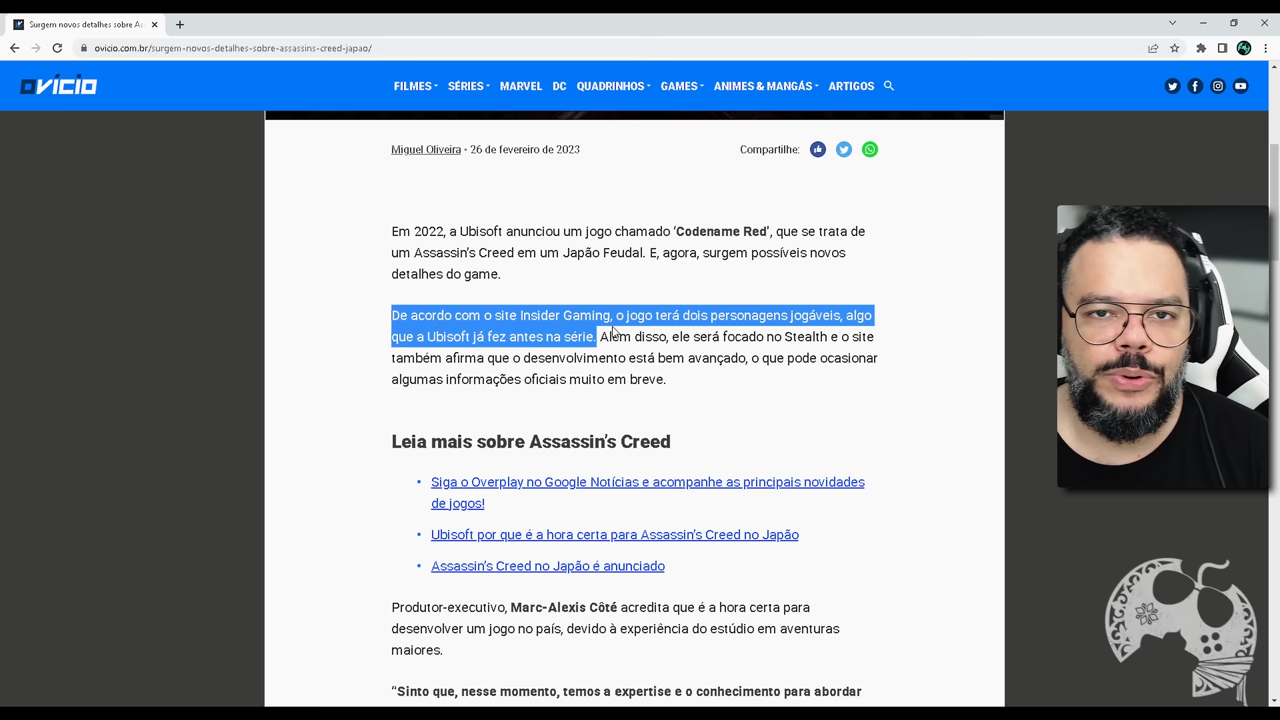 Surgem novos detalhes sobre As
ovicio.com.br/surgem-novos-detalhes-sobre-assassins-creed-japao/
ovicio
FILMES SÉRIES MARVEL DC QUADRINHOS GAMES ANIMES & MANGÁS ARTIGOS
Miguel Oliveira • 26 de fevereiro de 2023 Compartilhe:
Em 2022, a Ubisoft anunciou um jogo chamado ‘Codename Red’, que se trata de
um Assassin’s Creed em um Japão Feudal. E, agora, surgem possíveis novos
detalhes do game.
De acordo com o site Insider Gaming, o jogo terá dois personagens jogáveis, algo
que a Ubisoft já fez antes na série. Além disso, ele será focado no Stealth e o site
também afirma que o desenvolvimento está bem avançado, o que pode ocasionar
algumas informações oficiais muito em breve.
Leia mais sobre Assassin’s Creed
• Siga o Overplay no Google Notícias e acompanhe as principais novidades
de jogos!
• Ubisoft por que é a hora certa para Assassin’s Creed no Japão
• Assassin’s Creed no Japão é anunciado
Produtor-executivo, Marc-Alexis Côté acredita que é a hora certa para
desenvolver um jogo no país, devido à experiência do estúdio em aventuras
maiores.
“Sinto que, nesse momento, temos a expertise e o conhecimento para abordar